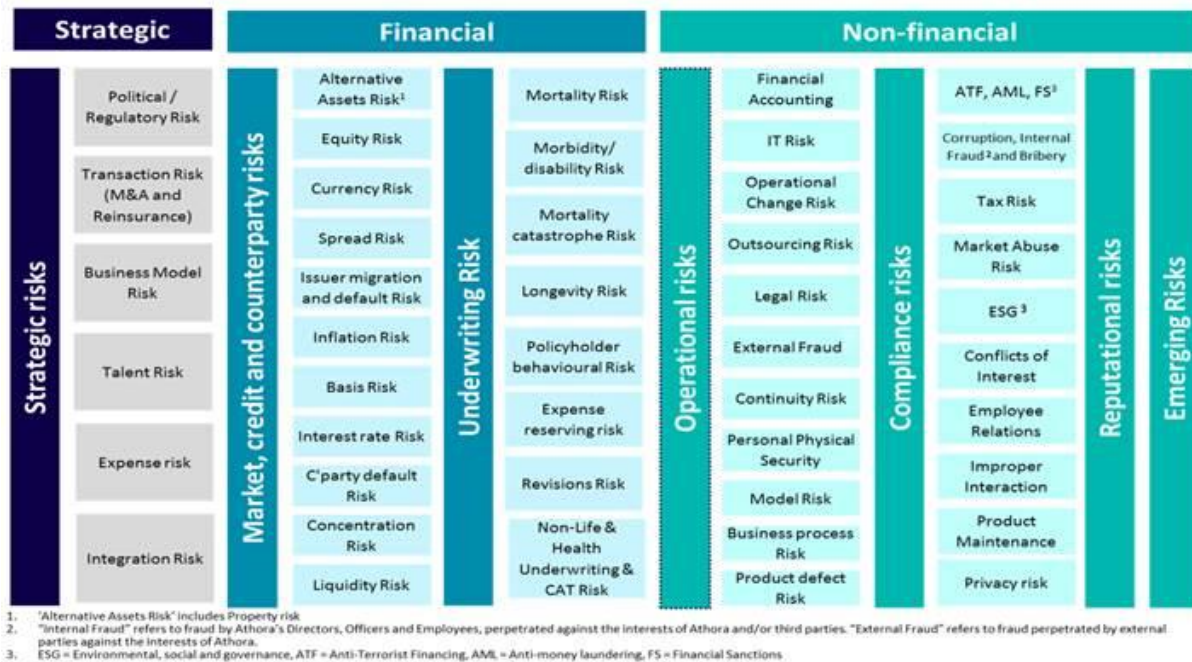 Strategic
Financial
Non-financial
Strategic risks
Political /
Regulatory Risk
Transaction Risk
(M&A and
Reinsurance)
Business Model
Risk
Talent Risk
Expense risk
Integration Risk
Market, credit and counterparty risks
Alternative
Assets Risk¹
Equity Risk
Currency Risk
Spread Risk
Issuer migration
and default Risk
Inflation Risk
Basis Risk
Interest rate Risk
C'party default
Risk
Concentration
Risk
Liquidity Risk
Underwriting Risk
Mortality Risk
Morbidity/
disability Risk
Mortality
catastrophe Risk
Longevity Risk
Policyholder
behavioural Risk
Expense
reserving risk
Revisions Risk
Non-Life &
Health
Underwriting &
CAT Risk
Operational risks
Financial
Accounting
IT Risk
Operational
Change Risk
Outsourcing Risk
Legal Risk
External Fraud
Continuity Risk
Personal Physical
Security
Model Risk
Business process
Risk
Product defect
Risk
Compliance risks
ATF, AML, FS³
Corruption, Internal
Fraud² and Bribery
Tax Risk
Market Abuse
Risk
ESG ³
Conflicts of
Interest
Employee
Relations
Improper
Interaction
Product
Maintenance
Privacy risk
Reputational risks
Emerging Risks
1. 'Alternative Assets Risk' includes Property risk
2. "Internal Fraud" refers to fraud by Athora's Directors, Officers and Employees, perpetrated against the interests of Athora and/or third parties. "External Fraud" refers to fraud perpetrated by external
parties against the interests of Athora.
3. ESG = Environmental, social and governance, ATF = Anti-Terrorist Financing, AML = Anti-money laundering, FS = Financial Sanctions